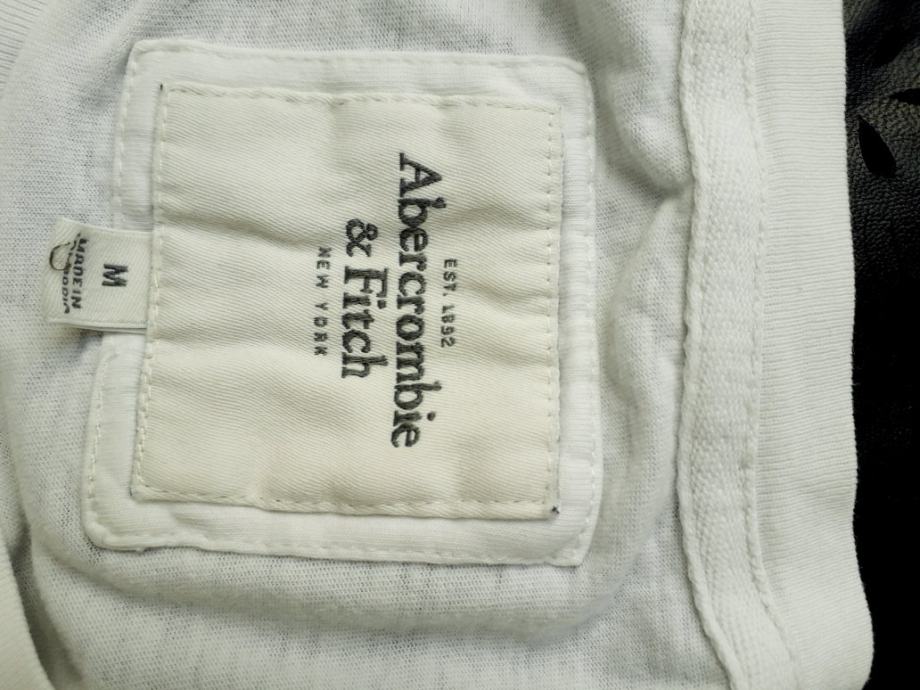 EST. 1892
Abercrombie
& Fitch
NEW YORK
M
MADE IN